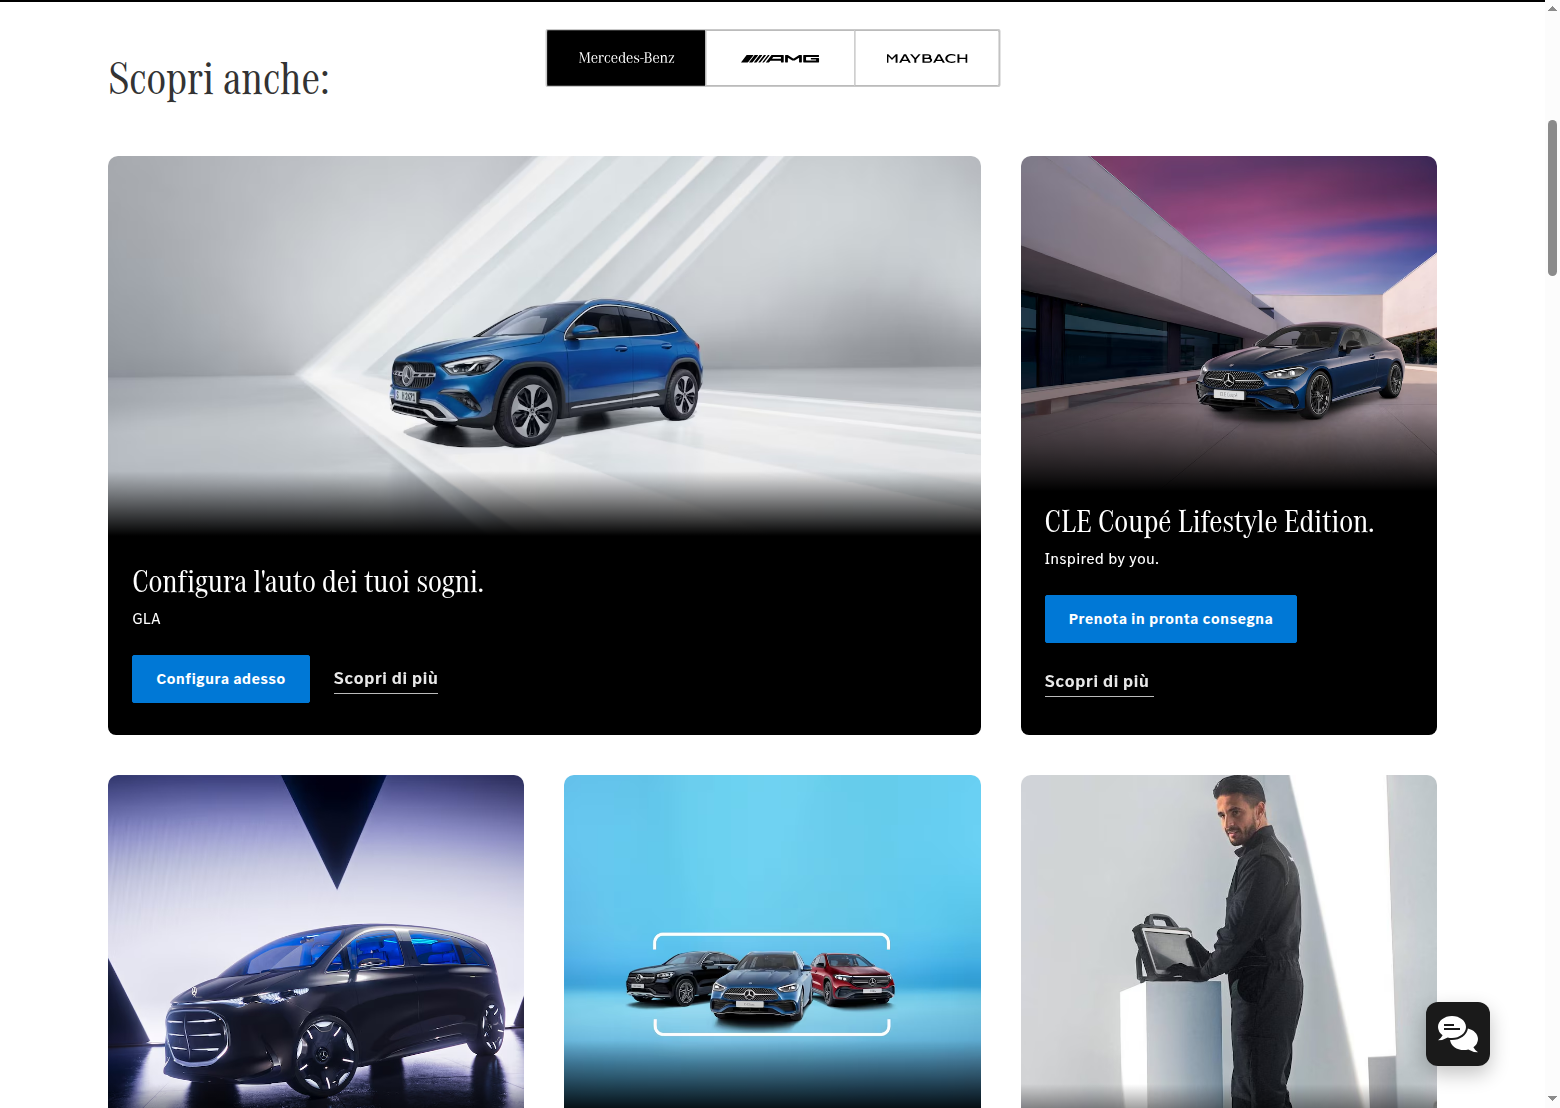 Scopri anche:
Mercedes-Benz
AMG
MAYBACH
Configura l'auto dei tuoi sogni.
GLA
Configura adesso
Scopri di più
CLE Coupé Lifestyle Edition.
Inspired by you.
Prenota in pronta consegna
Scopri di più